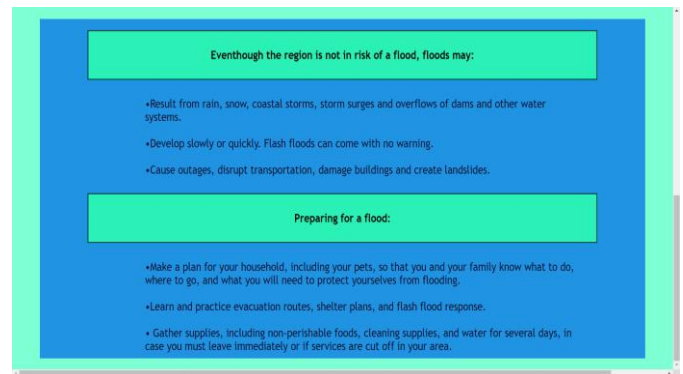 Eventhough the region is not in risk of a flood, floods may:
•Result from rain, snow, coastal storms, storm surges and overflows of dams and other water
systems.
•Develop slowly or quickly. Flash floods can come with no warning.
•Cause outages, disrupt transportation, damage buildings and create landslides.
Preparing for a flood:
•Make a plan for your household, including your pets, so that you and your family know what to do,
where to go, and what you will need to protect yourselves from flooding.
•Learn and practice evacuation routes, shelter plans, and flash flood response.
• Gather supplies, including non-perishable foods, cleaning supplies, and water for several days, in
case you must leave immediately or if services are cut off in your area.